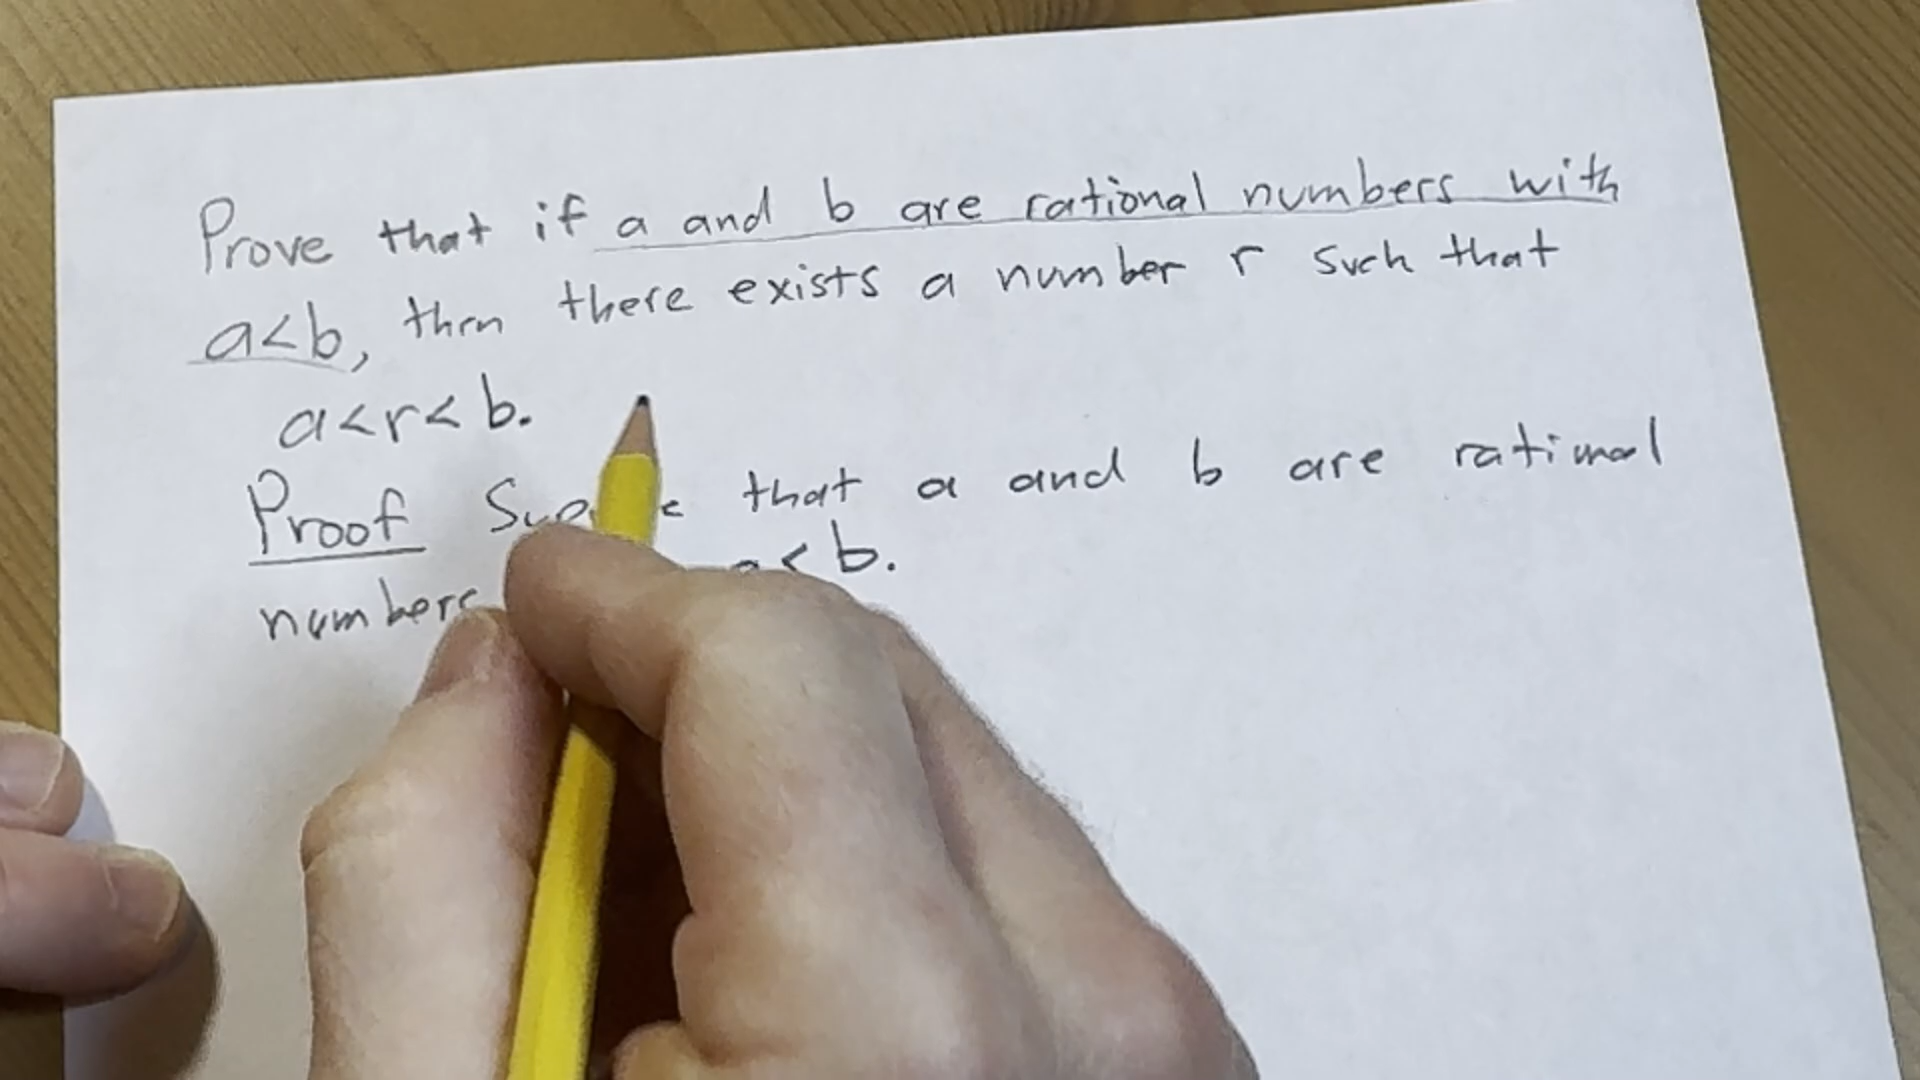 Prove that if a and b are rational numbers with
a<b, then there exists a number r such that
a<r<b.
Proof that a and b are rational
numbers <b.